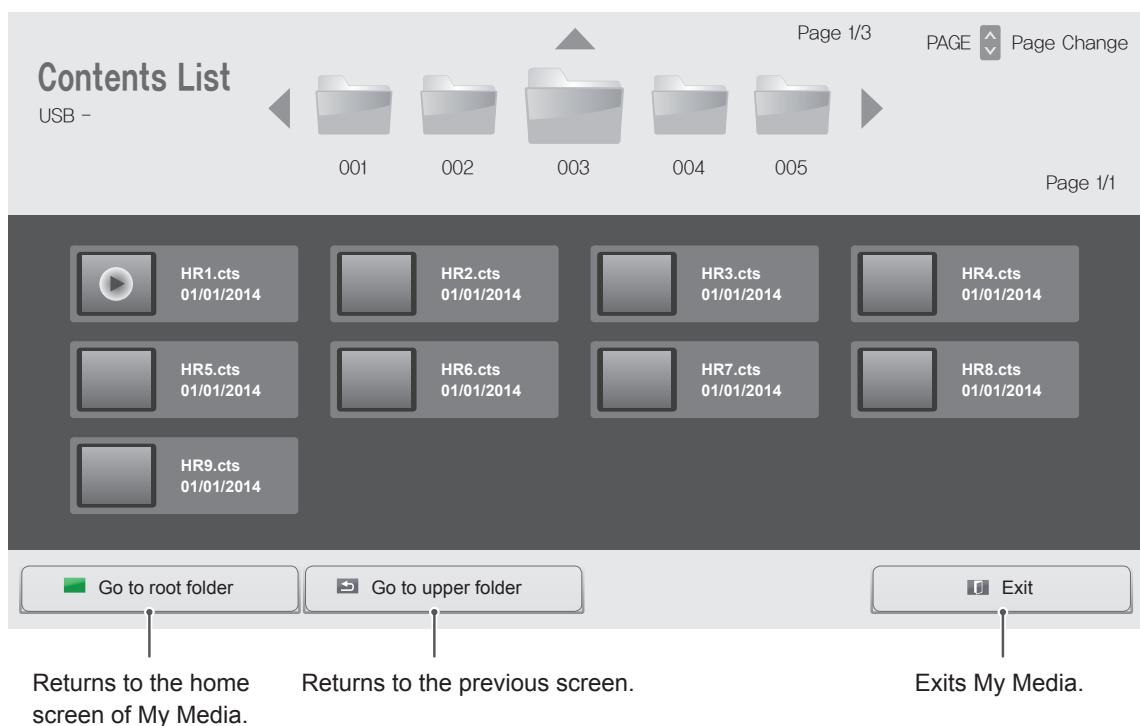 Page 1/3
PAGE Page Change
Contents List
USB -
001 002 003 004 005
Page 1/1
HR1.cts HR2.cts HR3.cts HR4.cts
01/01/2014 01/01/2014 01/01/2014 01/01/2014
HR5.cts HR6.cts HR7.cts HR8.cts
01/01/2014 01/01/2014 01/01/2014 01/01/2014
HR9.cts
01/01/2014
Go to root folder Go to upper folder Exit
Returns to the home
screen of My Media.
Returns to the previous screen.
Exits My Media.